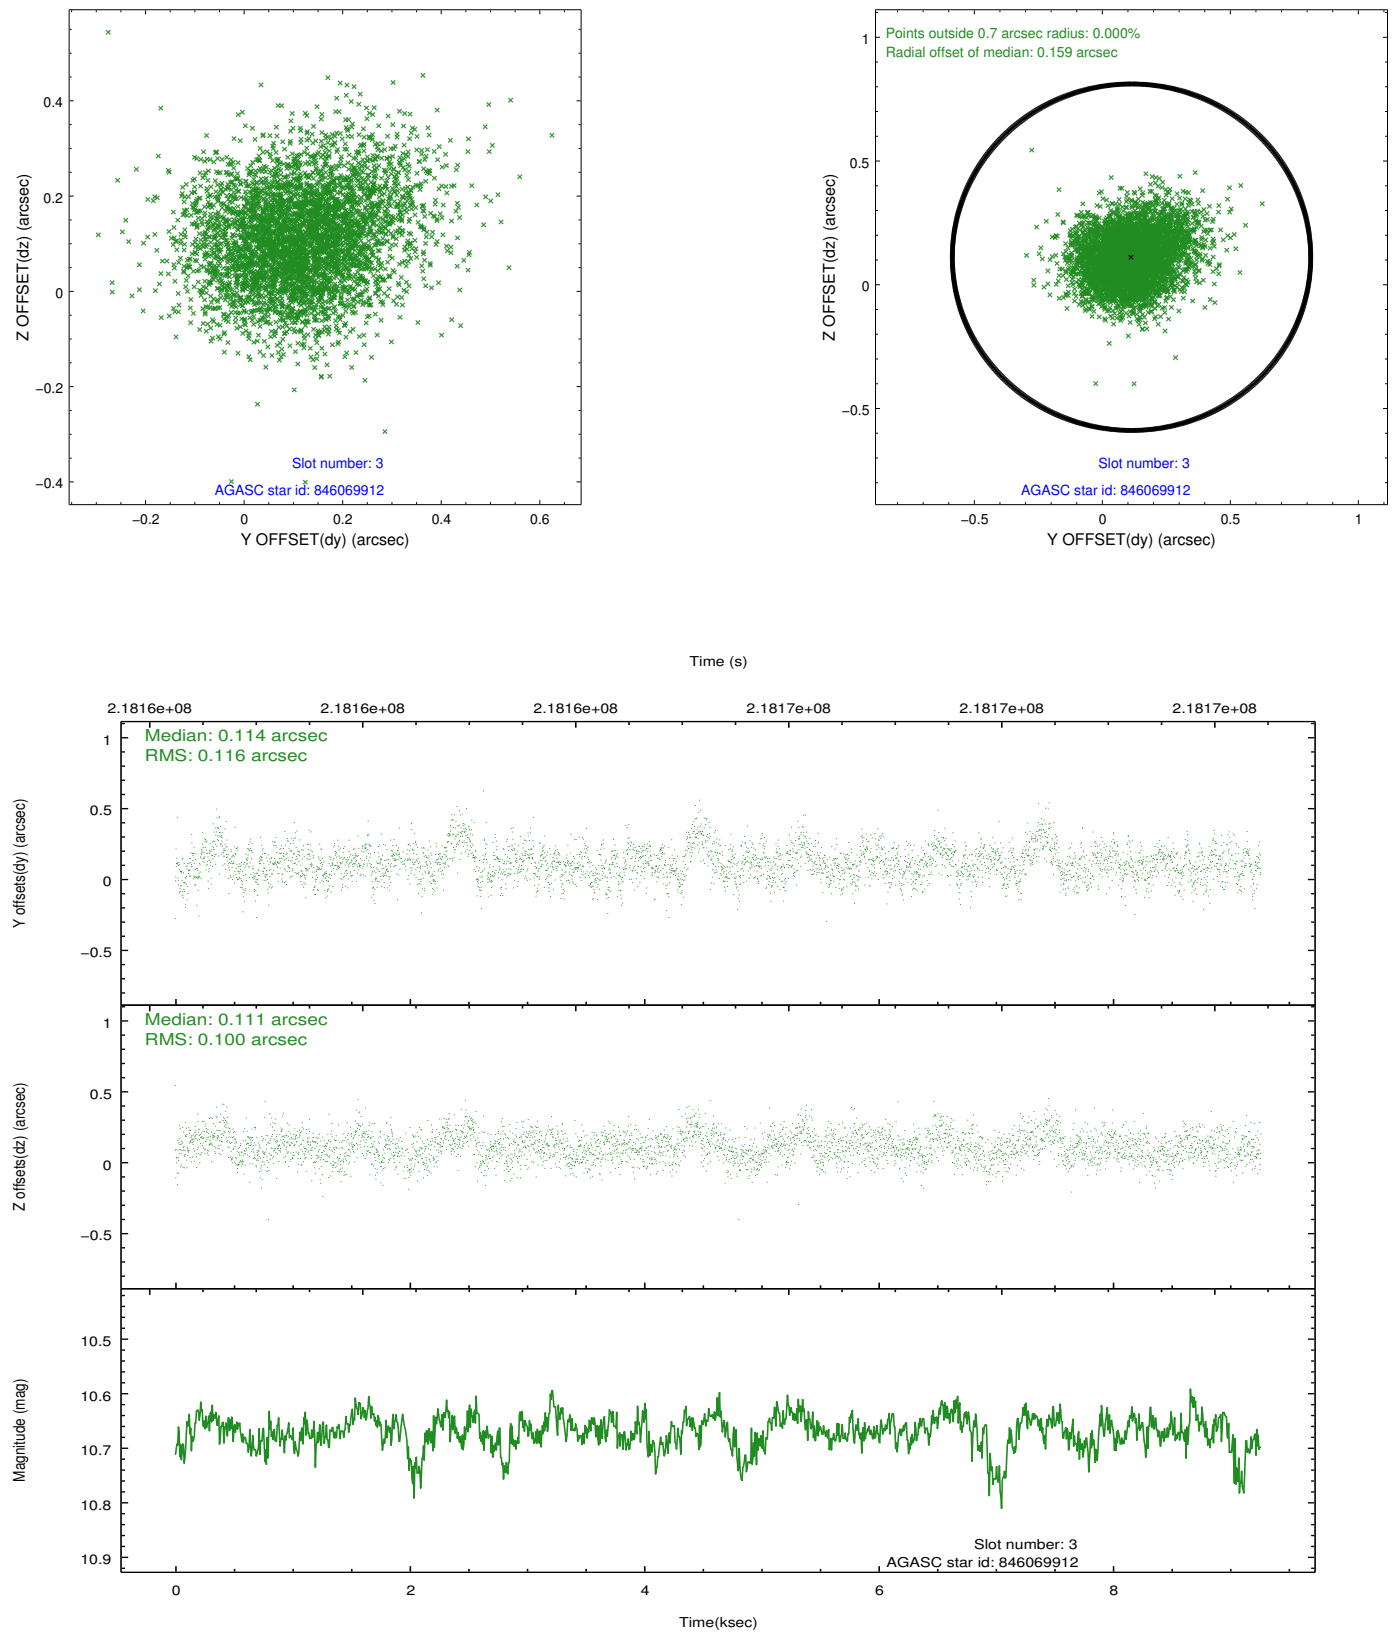 0.4
0.2
0
−0.2
−0.4
Z OFFSET(dz) (arcsec)
Slot number: 3
AGASC star id: 846069912
−0.2 0 0.2 0.4 0.6
Y OFFSET(dy) (arcsec)
Points outside 0.7 arcsec radius: 0.000%
Radial offset of median: 0.159 arcsec
1
0.5
0
−0.5
Z OFFSET(dz) (arcsec)
Slot number: 3
AGASC star id: 846069912
−0.5 0 0.5 1
Y OFFSET(dy) (arcsec)
Time (s)
2.1816e+08 2.1816e+08 2.1816e+08 2.1817e+08 2.1817e+08 2.1817e+08
Median: 0.114 arcsec
RMS: 0.116 arcsec
1
0.5
0
−0.5
Y offsets(dy) (arcsec)
Median: 0.111 arcsec
RMS: 0.100 arcsec
1
0.5
0
−0.5
Z offsets(dz) (arcsec)
10.5
10.6
10.7
10.8
10.9
Magnitude (mag)
Slot number: 3
AGASC star id: 846069912
0 2 4 6 8
Time(ksec)